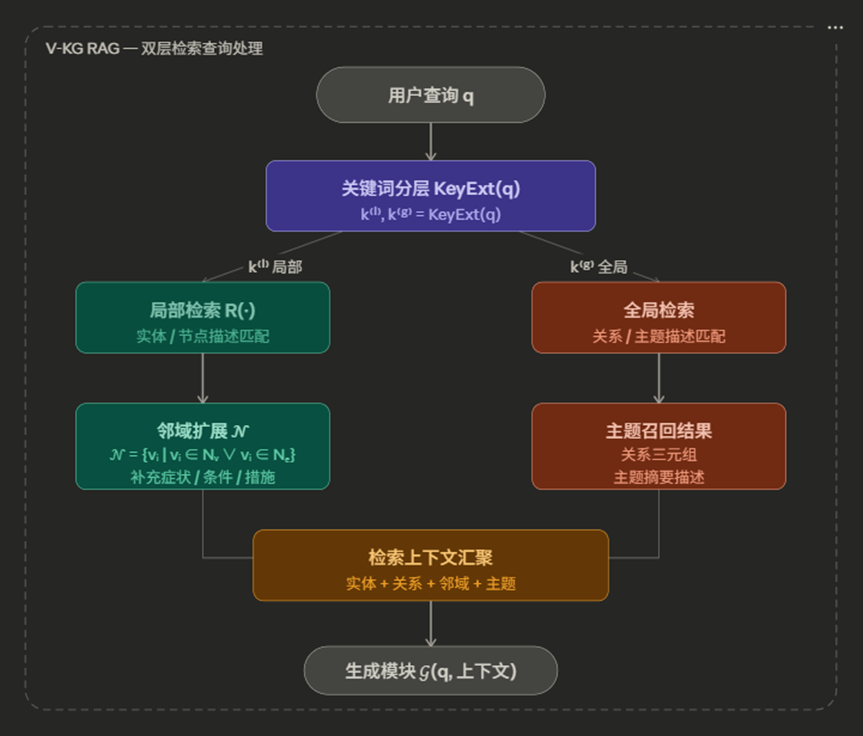 V-KG RAG — 双层检索查询处理
用户查询 q
关键词分层 KeyExt(q)
k⁽ˡ⁾, k⁽ᵍ⁾ = KeyExt(q)
k⁽ˡ⁾ 局部
k⁽ᵍ⁾ 全局
局部检索 R(·)
实体 / 节点描述匹配
全局检索
关系 / 主题描述匹配
邻域扩展 𝒩
𝒩 = {vᵢ | vᵢ ∈ Nᵥ ∨ vᵢ ∈ Nₑ}
补充症状 / 条件 / 措施
主题召回结果
关系三元组
主题摘要描述
检索上下文汇聚
实体 + 关系 + 邻域 + 主题
生成模块 𝒢(q, 上下文)